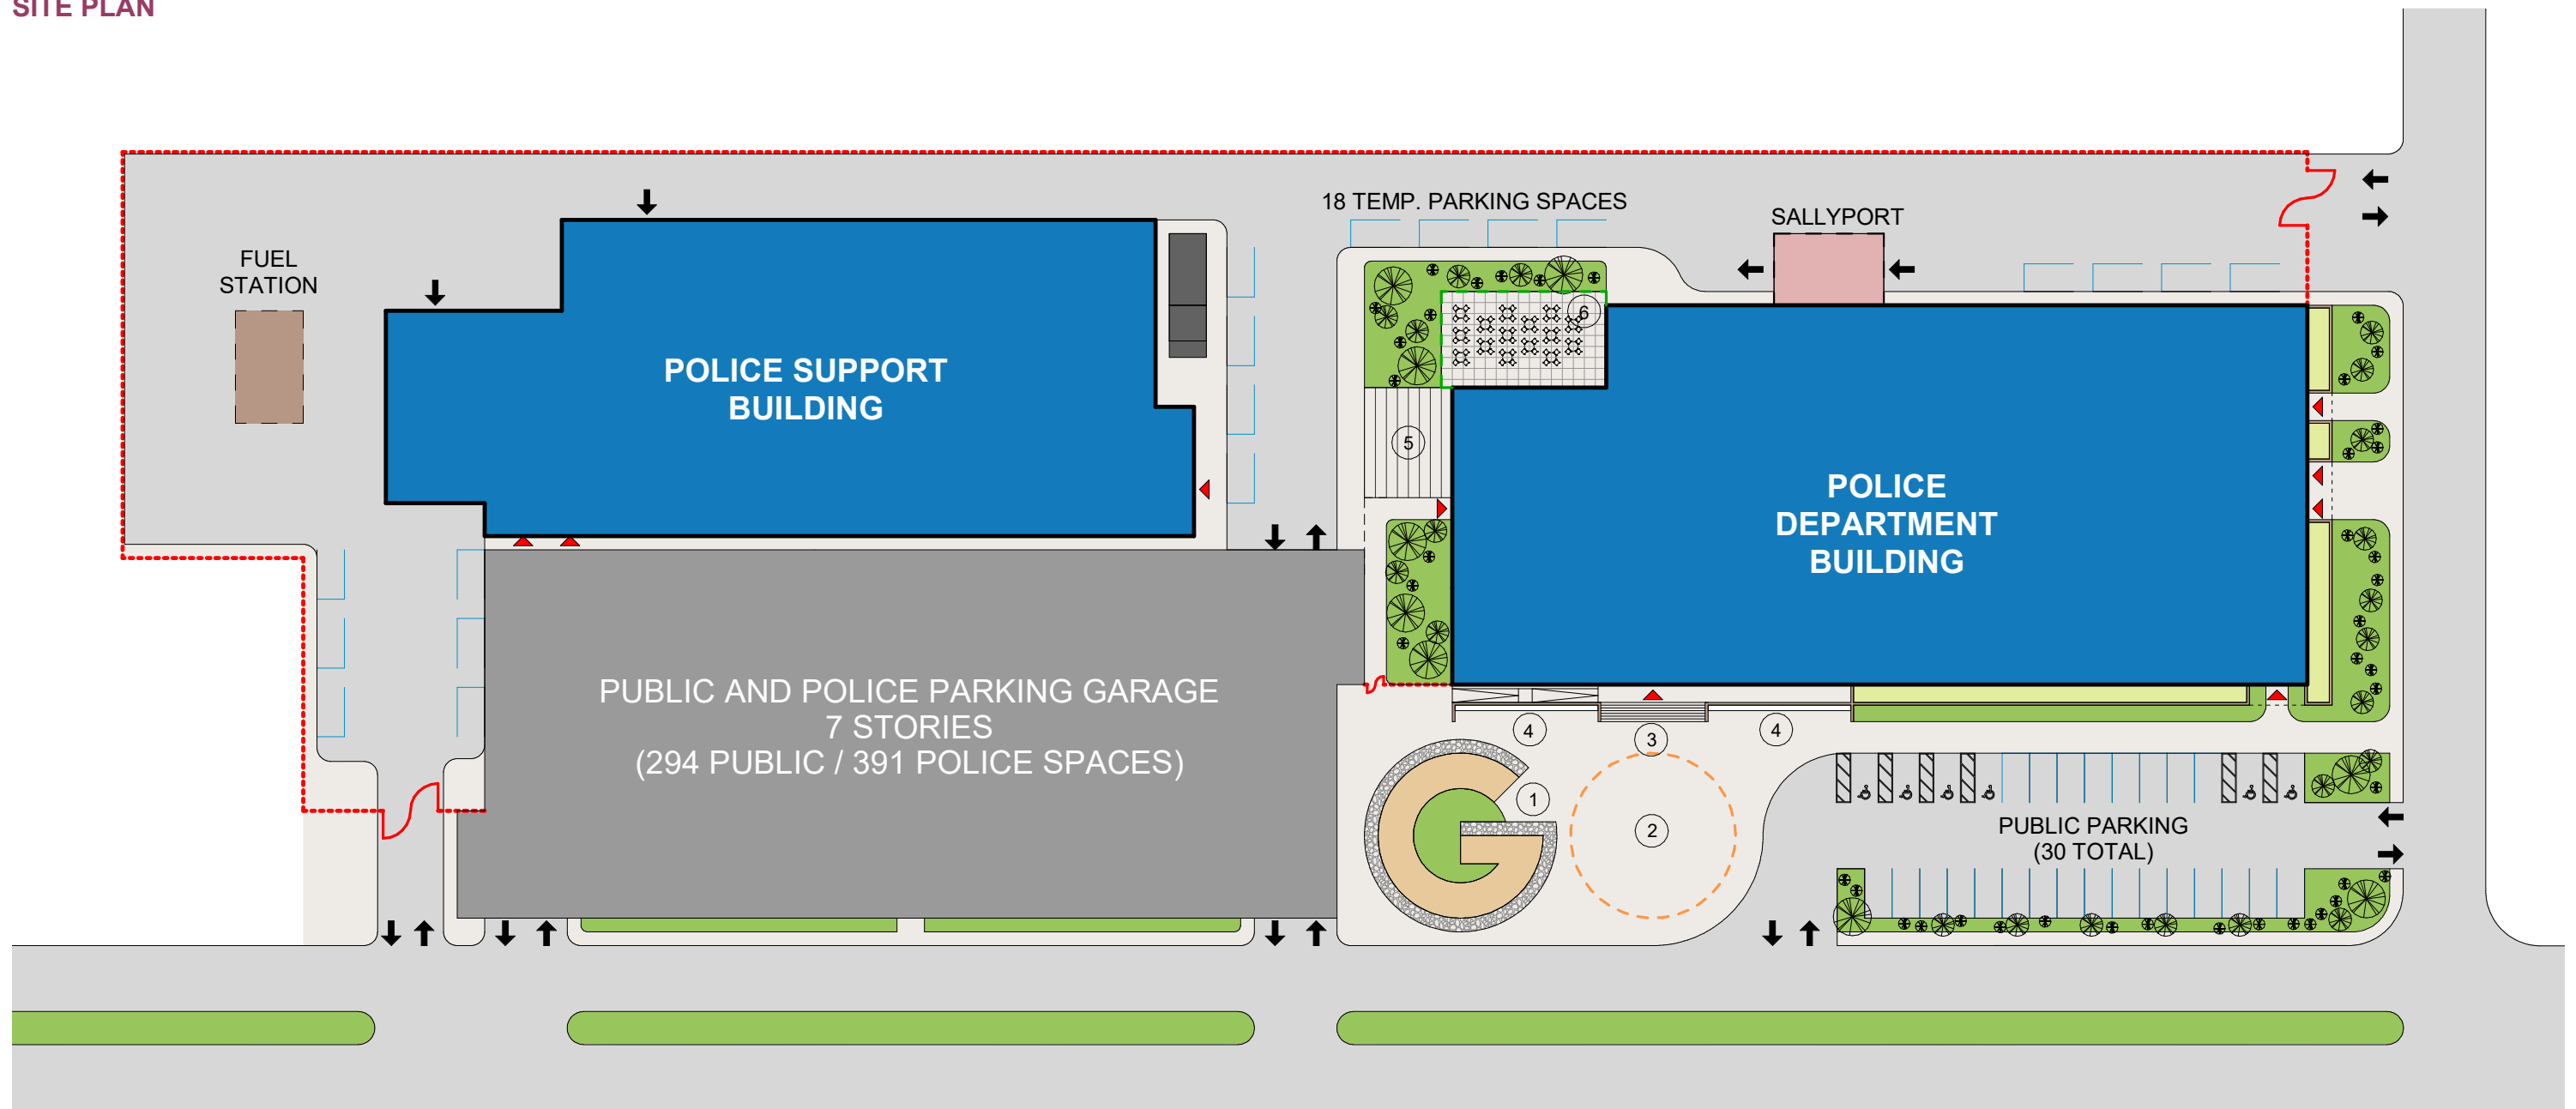 SITE PLAN
18 TEMP. PARKING SPACES
SALLYPORT
FUEL
STATION
6
POLICE SUPPORT
BUILDING
5
POLICE
DEPARTMENT
BUILDING
PUBLIC AND POLICE PARKING GARAGE
7 STORIES
(294 PUBLIC / 391 POLICE SPACES)
4
3
4
1
2
G
PUBLIC PARKING
(30 TOTAL)